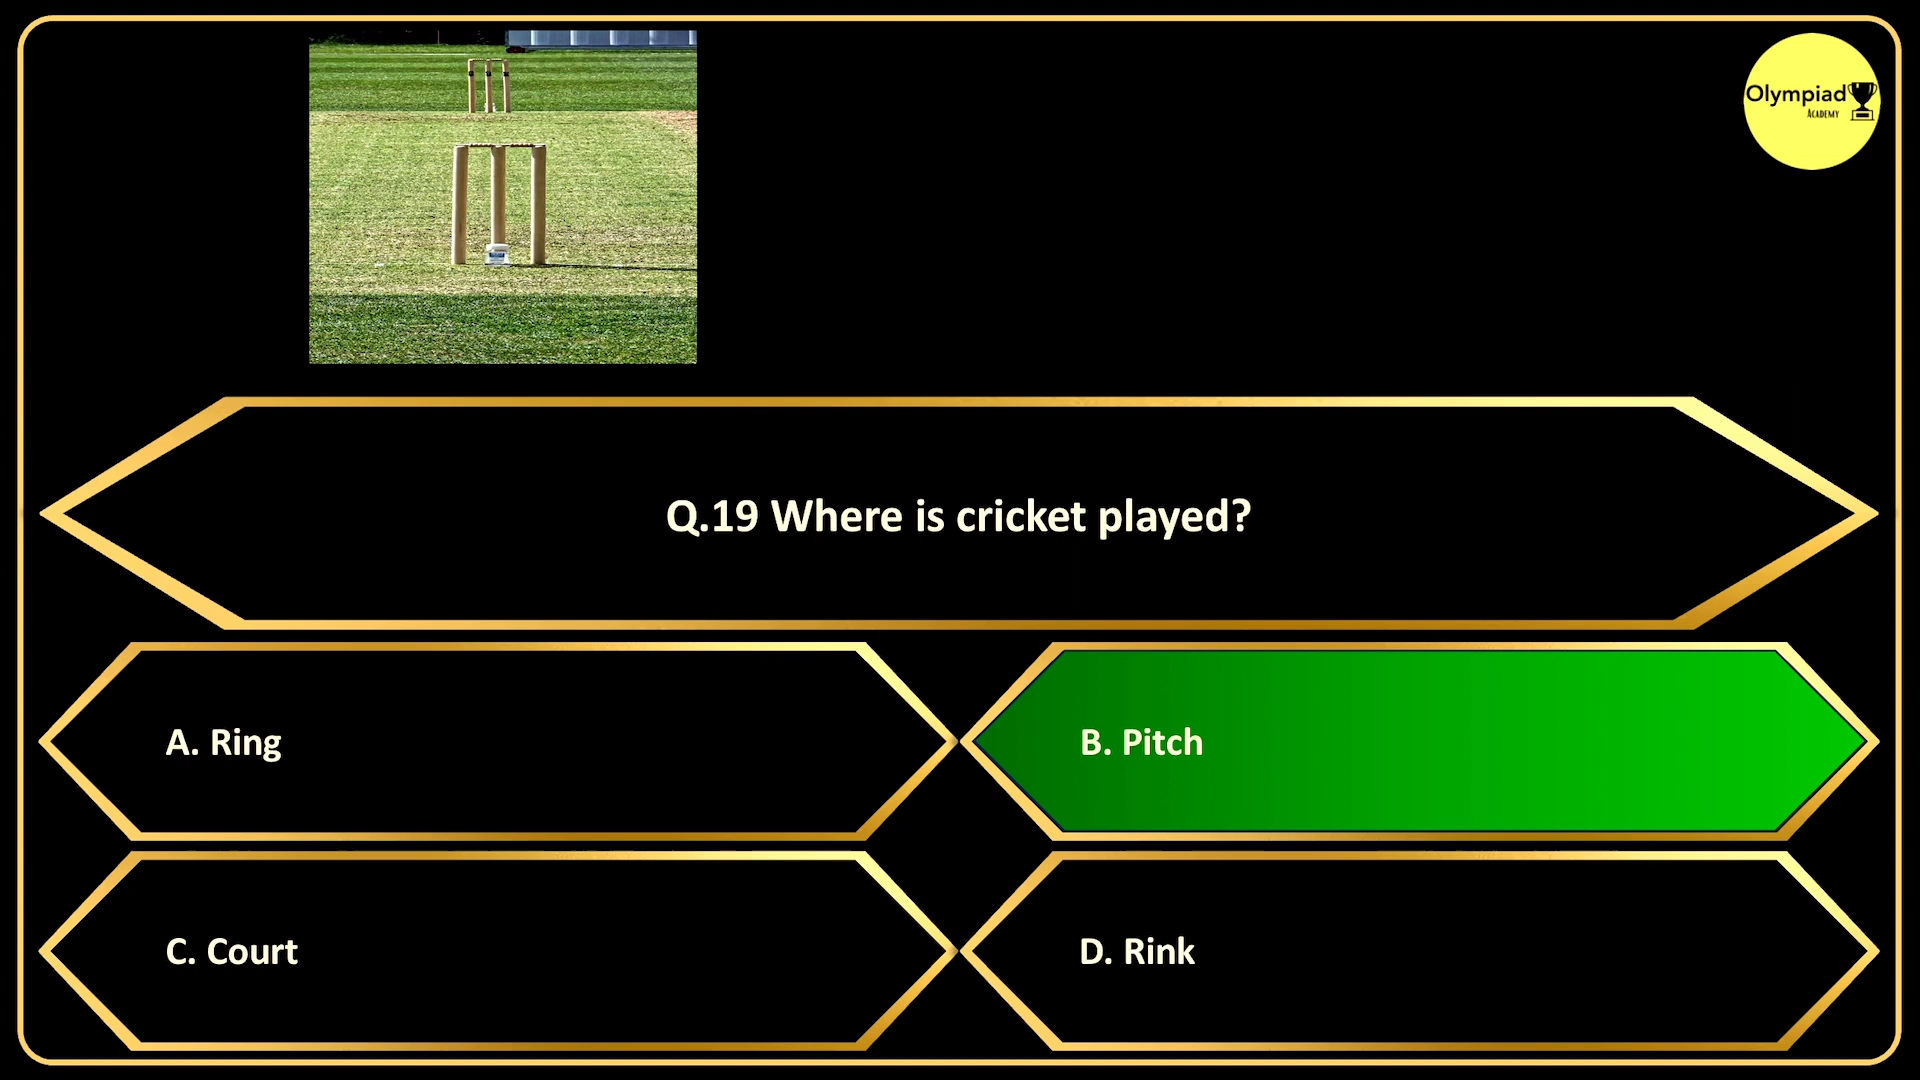 Olympiad
ACADEMY
Q.19 Where is cricket played?
A. Ring
B. Pitch
C. Court
D. Rink